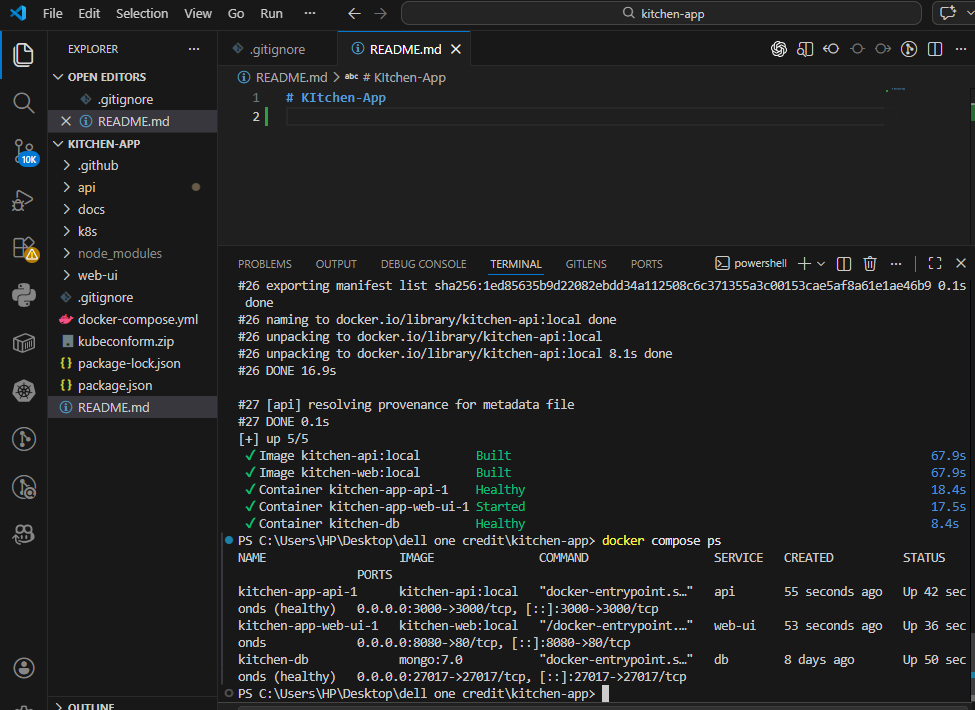 File Edit Selection View Go Run ··· kitchen-app
EXPLORER ···
OPEN EDITORS
.gitignore
README.md
KITCHEN-APP
.github
api
docs
k8s
node_modules
web-ui
.gitignore
docker-compose.yml
kubeconform.zip
package-lock.json
package.json
README.md
OUTLINE
10K
.gitignore README.md
README.md > abc # KItchen-App
1 # KItchen-App
2
PROBLEMS OUTPUT DEBUG CONSOLE TERMINAL GITLENS PORTS powershell
#26 exporting manifest list sha256:1ed85635b9d22082ebdd34a112508c6c371355a3c00153cae5af8a61e1ae46b9 0.1s
done
#26 naming to docker.io/library/kitchen-api:local done
#26 unpacking to docker.io/library/kitchen-api:local
#26 unpacking to docker.io/library/kitchen-api:local 8.1s done
#26 DONE 16.9s
#27 [api] resolving provenance for metadata file
#27 DONE 0.1s
[+] up 5/5
✓ Image kitchen-api:local Built 67.9s
✓ Image kitchen-web:local Built 67.9s
✓ Container kitchen-app-api-1 Healthy 18.4s
✓ Container kitchen-app-web-ui-1 Started 17.5s
✓ Container kitchen-db Healthy 8.4s
PS C:\Users\HP\Desktop\dell one credit\kitchen-app> docker compose ps
NAME IMAGE COMMAND SERVICE CREATED STATUS
PORTS
kitchen-app-api-1 kitchen-api:local "docker-entrypoint.s…" api 55 seconds ago Up 42 sec
onds (healthy) 0.0.0.0:3000->3000/tcp, [::]:3000->3000/tcp
kitchen-app-web-ui-1 kitchen-web:local "/docker-entrypoint.…" web-ui 53 seconds ago Up 36 sec
onds 0.0.0.0:8080->80/tcp, [::]:8080->80/tcp
kitchen-db mongo:7.0 "docker-entrypoint.s…" db 8 days ago Up 50 sec
onds (healthy) 0.0.0.0:27017->27017/tcp, [::]:27017->27017/tcp
PS C:\Users\HP\Desktop\dell one credit\kitchen-app>